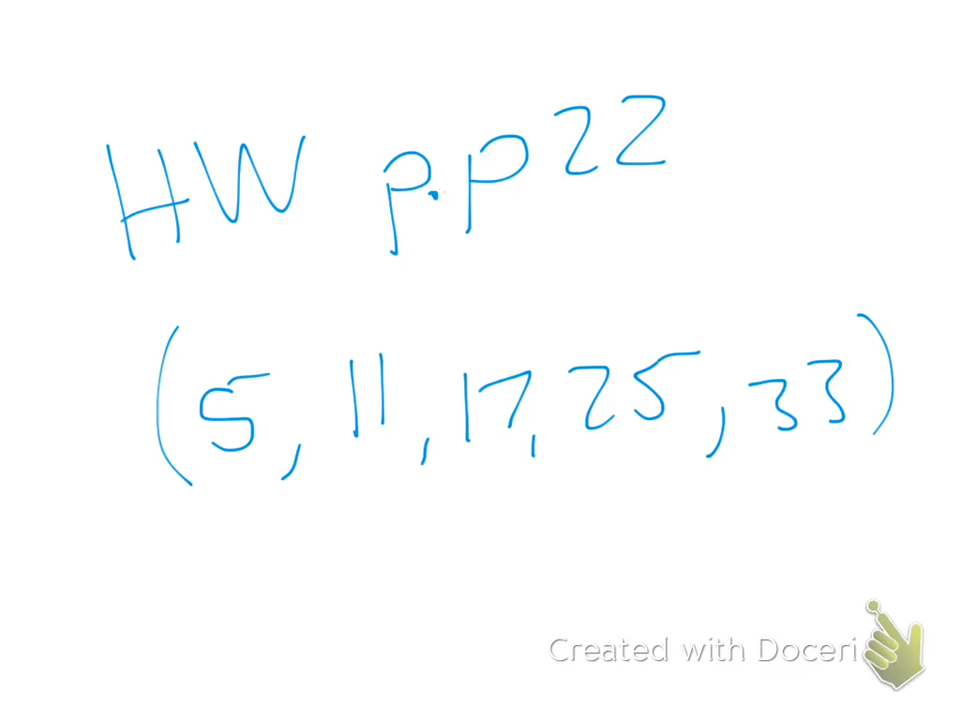 HW p.p 22
(5, 11, 17, 25, 33)
Created with Doceri